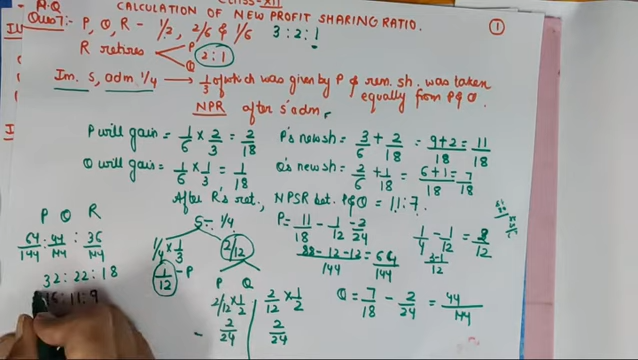 CLASS-XII
CALCULATION OF NEW PROFIT SHARING RATIO. ①
Ques7:- P, Q, R - 1/2, 2/6 & 1/6 3:2:1
R retires P Q 2:1
Im. S, adm. 1/4 → 1/3 of which was given by P & rem. sh. was taken
equally from P & Q.
NPR after S' adm.
P will gain = 1/6 × 2/3 = 2/18 P's new sh = 3/6 + 2/18 = 9+2/18 = 11/18
Q will gain = 1/6 × 1/3 = 1/18 Q's new sh = 2/6 + 1/18 = 6+1/18 = 7/18
After R's ret., NPSR bet. P & Q = 11:7.
S - 1/4
1/4 × 1/3 2/12
1/12 - P
P Q
2/12 × 1/2 2/12 × 1/2
- 2/24 2/24
P = 11/18 - 1/12 - 2/24
88-12-12/144 = 64/144
1/4 - 1/12 = 2/12
3-1/12
Q = 7/18 - 2/24 = 44/144
P Q R
64/144 : 44/144 : 36/144
32:22:18
16:11:9